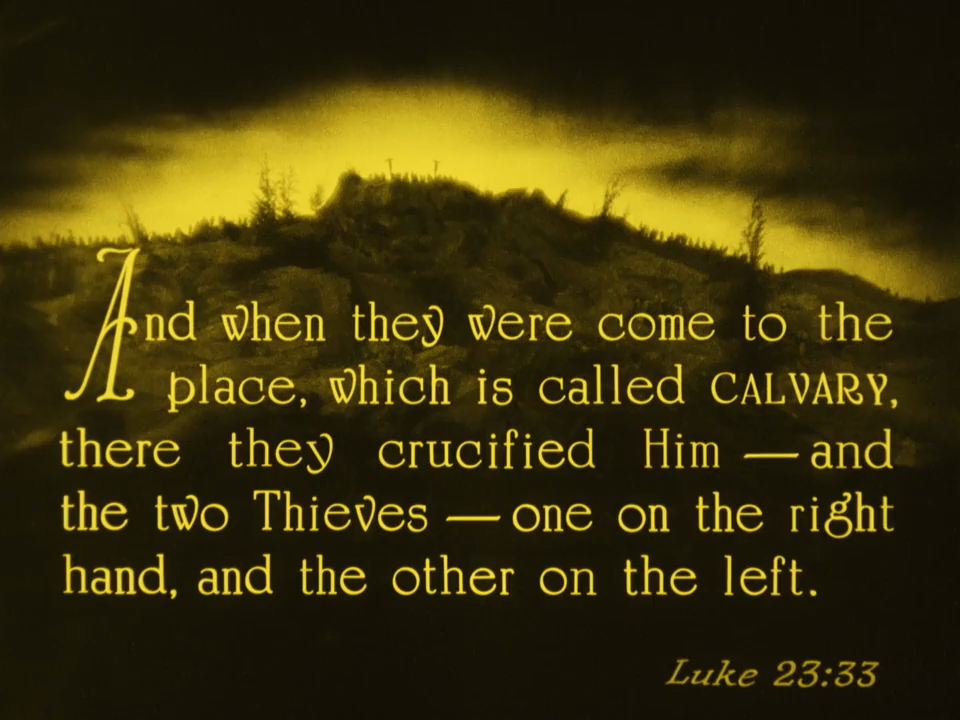 And when they were come to the
place, which is called CALVARY,
there they crucified Him — and
the two Thieves — one on the right
hand, and the other on the left.
Luke 23:33